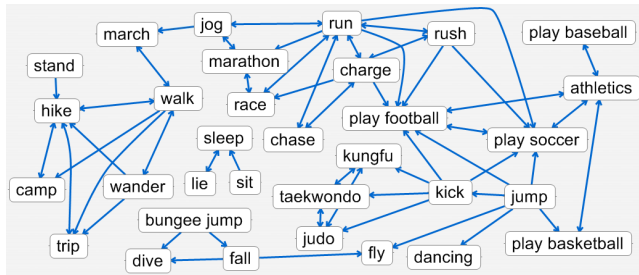 jog
run
march
rush
play baseball
marathon
stand
charge
athletics
walk
race
hike
play football
chase
play soccer
sleep
kungfu
lie
sit
camp
wander
taekwondo
kick
jump
bungee jump
judo
trip
fly
play basketball
dive
fall
dancing